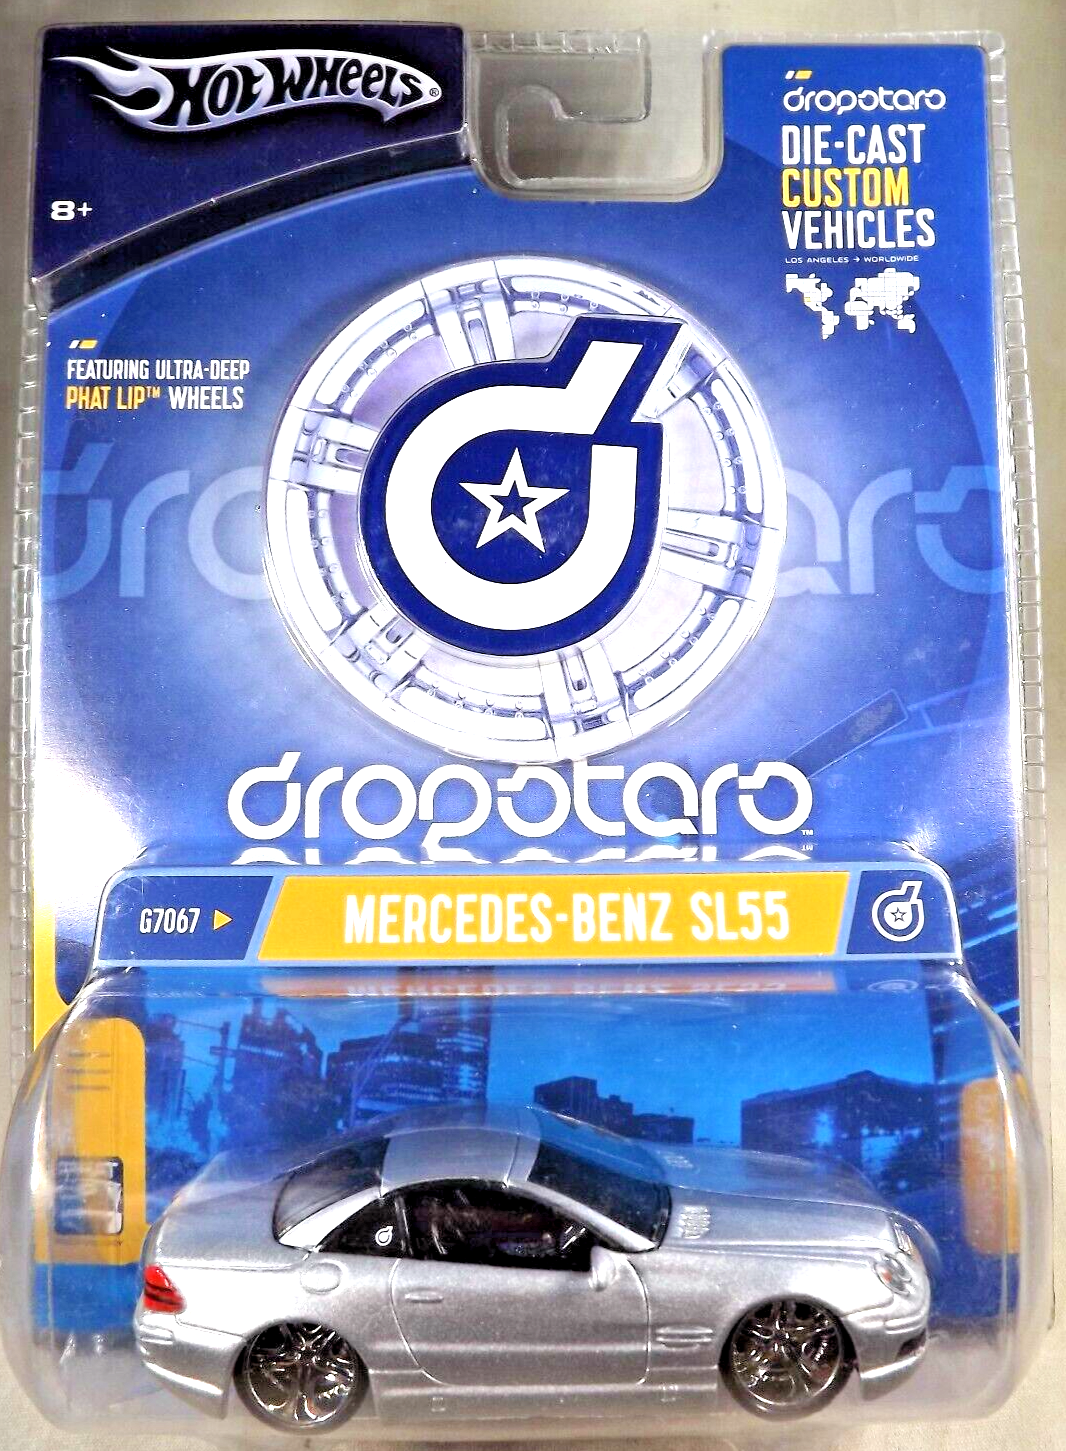 HOT WHEELS®
8+
dropstars
DIE-CAST
CUSTOM
VEHICLES
LOS ANGELES → WORLDWIDE
FEATURING ULTRA-DEEP
PHAT LIP™ WHEELS
dropstars™
G7067 ▶ MERCEDES-BENZ SL55